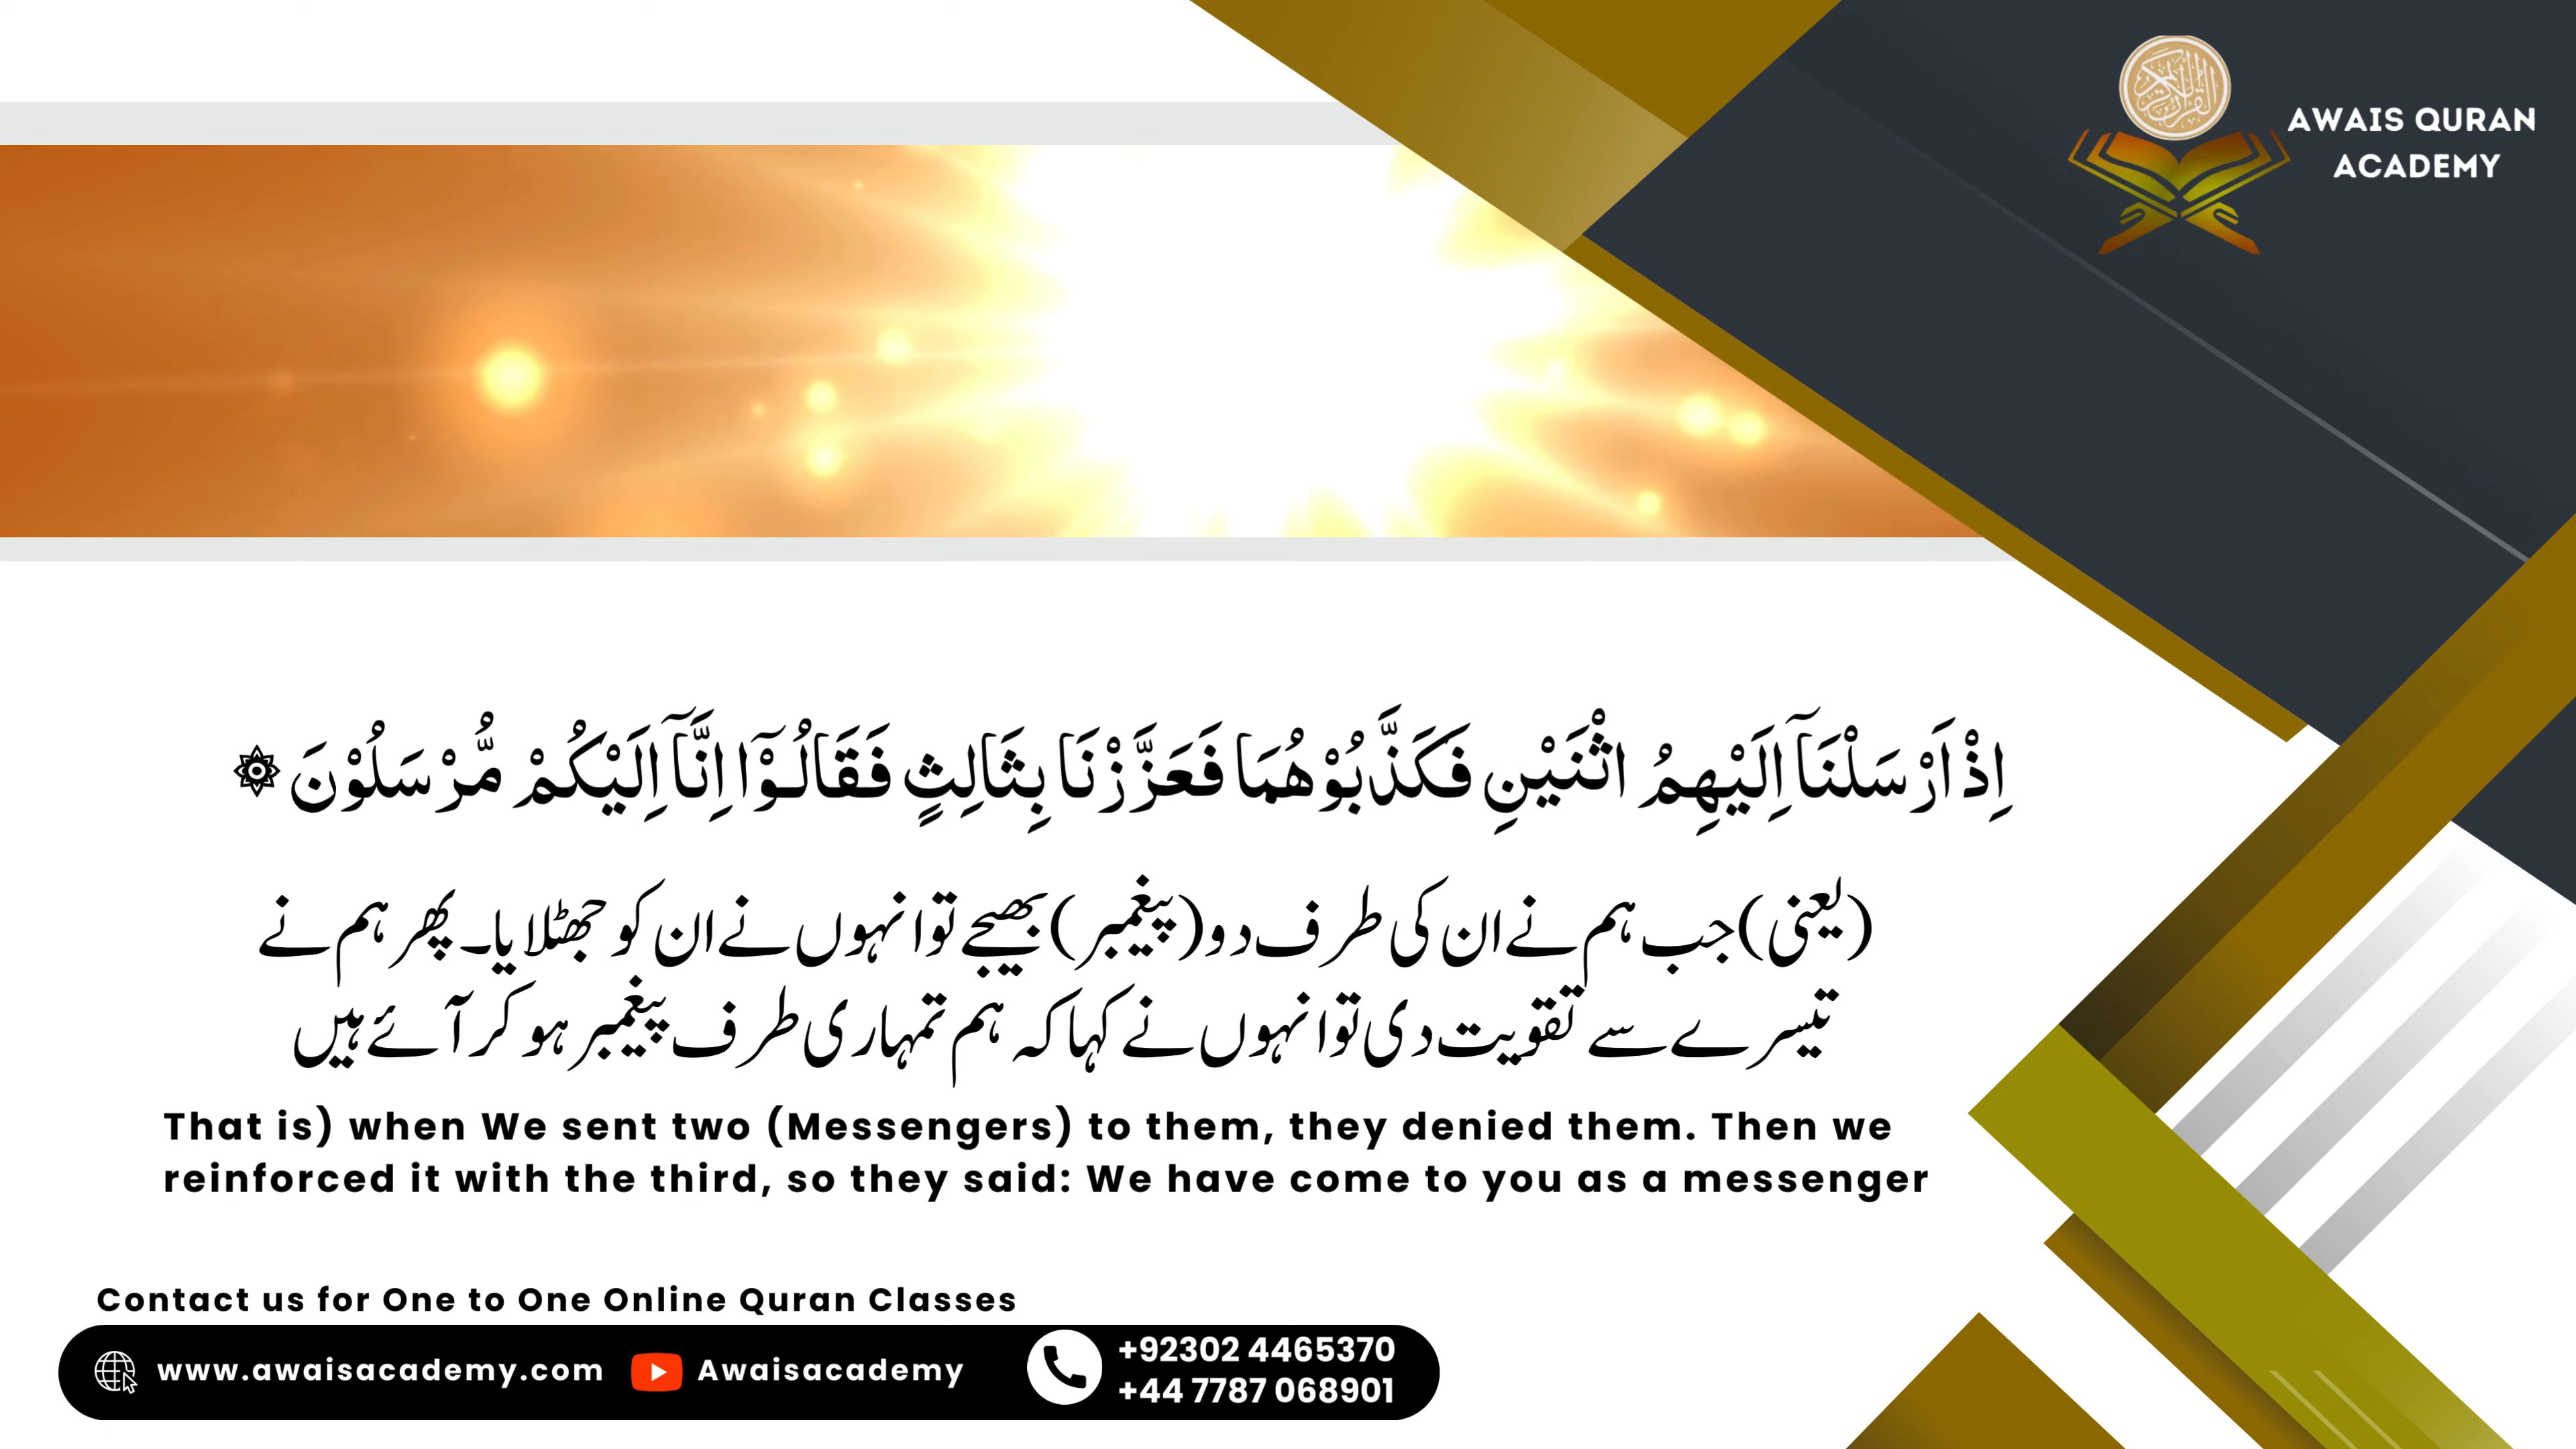 AWAIS QURAN
ACADEMY
اِذْ اَرْسَلْنَاۤ اِلَيْهِمُ اثْنَيْنِ فَكَذَّبُوْهُمَا فَعَزَّزْنَا بِثَالِثٍ فَقَالُوْۤا اِنَّاۤ اِلَيْكُمْ مُّرْسَلُوْنَ ۞
(یعنی) جب ہم نے ان کی طرف دو (پیغمبر) بھیجے تو انہوں نے ان کو جھٹلایا۔ پھر ہم نے
تیسرے سے تقویت دی تو انہوں نے کہا کہ ہم تمہاری طرف پیغمبر ہو کر آئے ہیں
That is) when We sent two (Messengers) to them, they denied them. Then we
reinforced it with the third, so they said: We have come to you as a messenger
Contact us for One to One Online Quran Classes
www.awaisacademy.com
Awaisacademy
+92302 4465370
+44 7787 068901